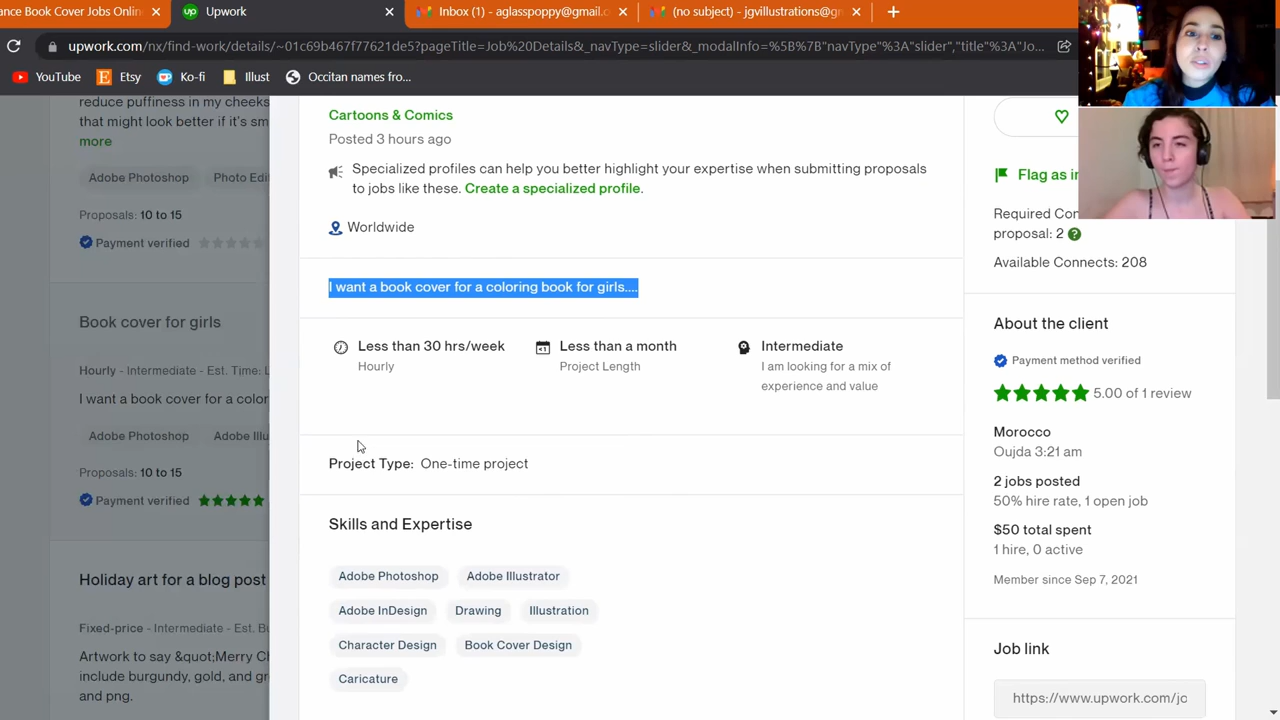 ance Book Cover Jobs Onlin
Upwork
Inbox (1) - aglasspoppy@gmail.c
(no subject) - jgvillustrations@gr
upwork.com/nx/find-work/details/~01c69b467f77621de5?pageTitle=Job%20Details&_navType=slider&_modalInfo=%5B%7B"navType"%3A"slider","title"%3A"Jo...
YouTube
Etsy
Ko-fi
Illust
Occitan names fro...
reduce puffiness in my cheeks
that might look better if it's sm
more
Adobe Photoshop
Photo Edi
Proposals: 10 to 15
Payment verified
Book cover for girls
Hourly - Intermediate - Est. Time: L
I want a book cover for a color
Adobe Photoshop
Adobe Illu
Proposals: 10 to 15
Payment verified
Holiday art for a blog post
Fixed-price - Intermediate - Est. Bu
Artwork to say &quot;Merry Ch
include burgundy, gold, and gr
and png.
Cartoons & Comics
Posted 3 hours ago
Specialized profiles can help you better highlight your expertise when submitting proposals
to jobs like these. Create a specialized profile.
Worldwide
I want a book cover for a coloring book for girls....
Less than 30 hrs/week
Hourly
Less than a month
Project Length
Intermediate
I am looking for a mix of
experience and value
Project Type: One-time project
Skills and Expertise
Adobe Photoshop
Adobe Illustrator
Adobe InDesign
Drawing
Illustration
Character Design
Book Cover Design
Caricature
Flag as in
Required Con
proposal: 2
Available Connects: 208
About the client
Payment method verified
5.00 of 1 review
Morocco
Oujda 3:21 am
2 jobs posted
50% hire rate, 1 open job
$50 total spent
1 hire, 0 active
Member since Sep 7, 2021
Job link
https://www.upwork.com/jo